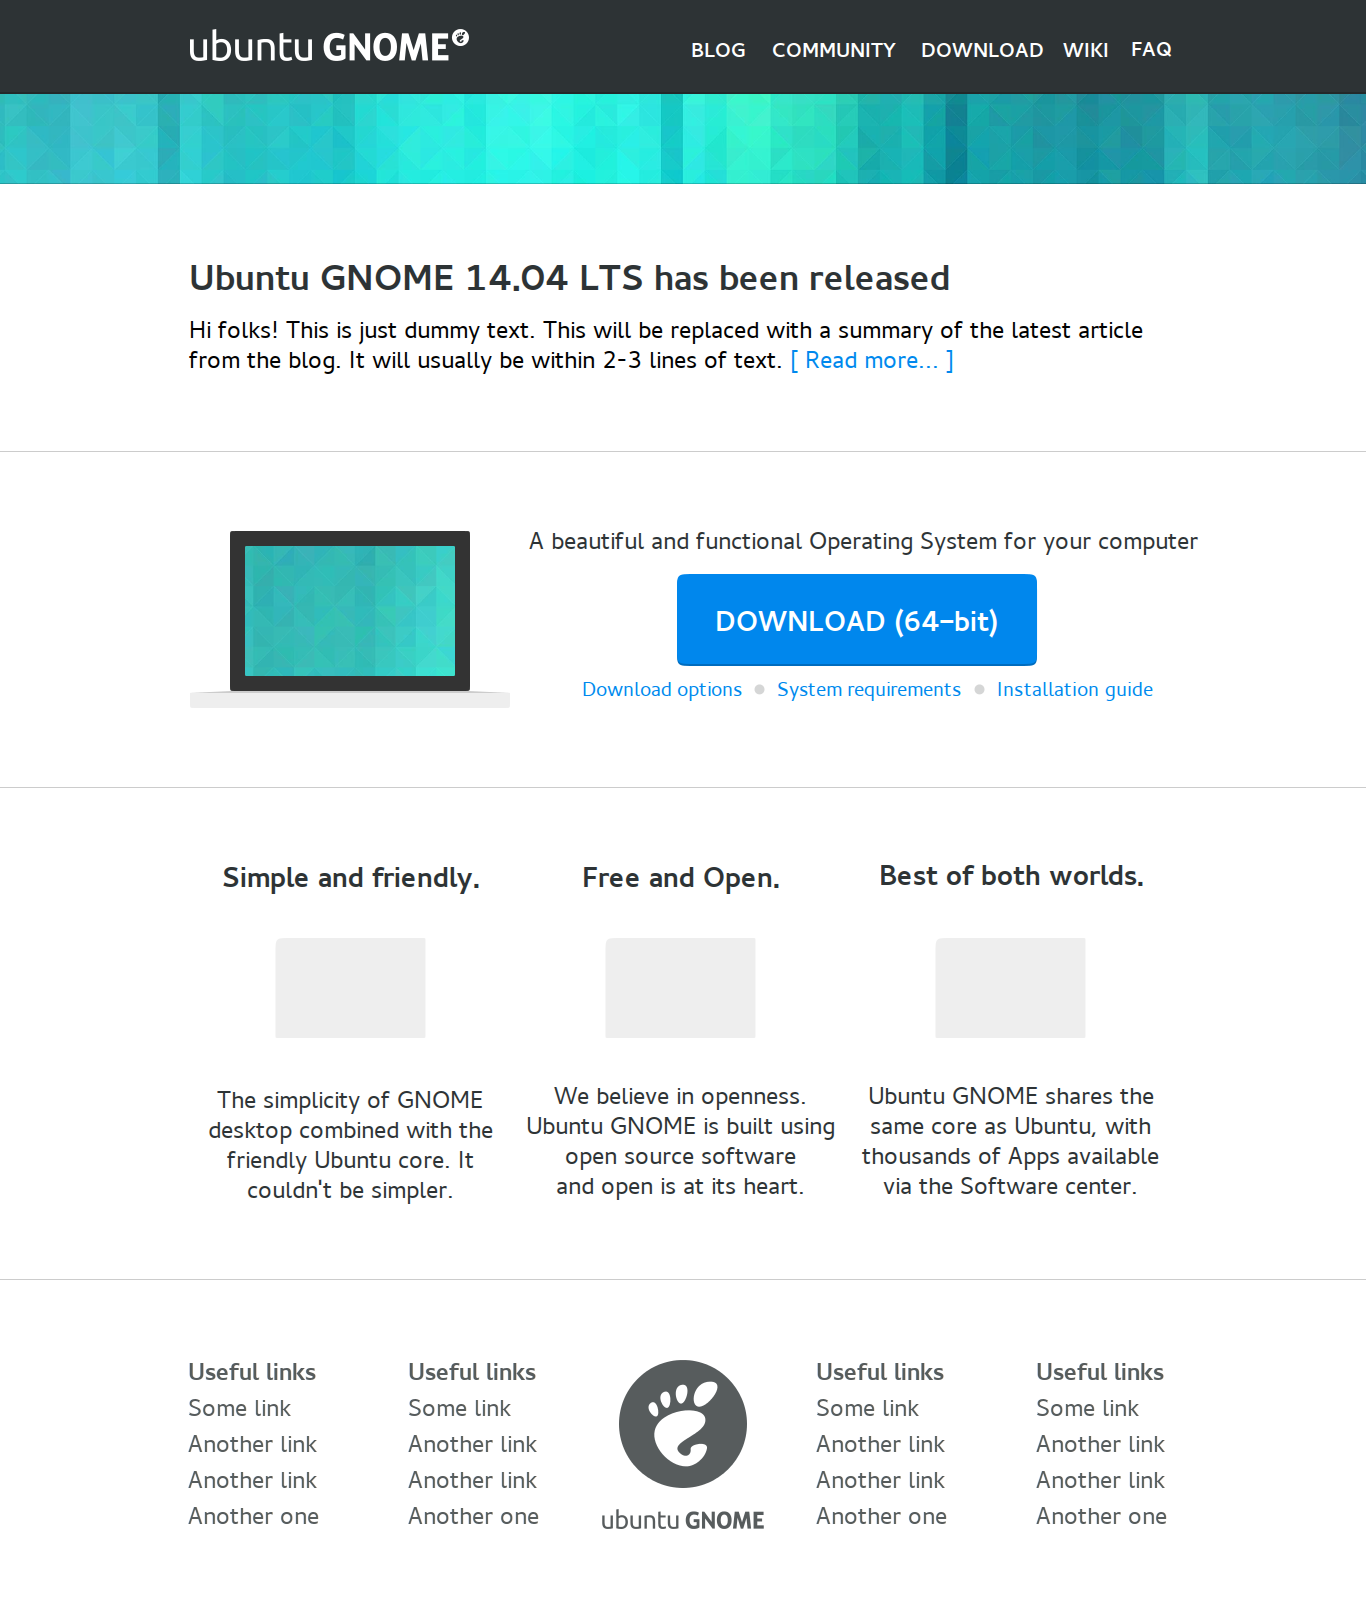 ubuntu GNOME
BLOG COMMUNITY DOWNLOAD WIKI FAQ
Ubuntu GNOME 14.04 LTS has been released
Hi folks! This is just dummy text. This will be replaced with a summary of the latest article
from the blog. It will usually be within 2-3 lines of text. [ Read more... ]
A beautiful and functional Operating System for your computer
DOWNLOAD (64-bit)
Download options System requirements Installation guide
Simple and friendly.
The simplicity of GNOME
desktop combined with the
friendly Ubuntu core. It
couldn't be simpler.
Free and Open.
We believe in openness.
Ubuntu GNOME is built using
open source software
and open is at its heart.
Best of both worlds.
Ubuntu GNOME shares the
same core as Ubuntu, with
thousands of Apps available
via the Software center.
Useful links
Some link
Another link
Another link
Another one
Useful links
Some link
Another link
Another link
Another one
ubuntu GNOME
Useful links
Some link
Another link
Another link
Another one
Useful links
Some link
Another link
Another link
Another one